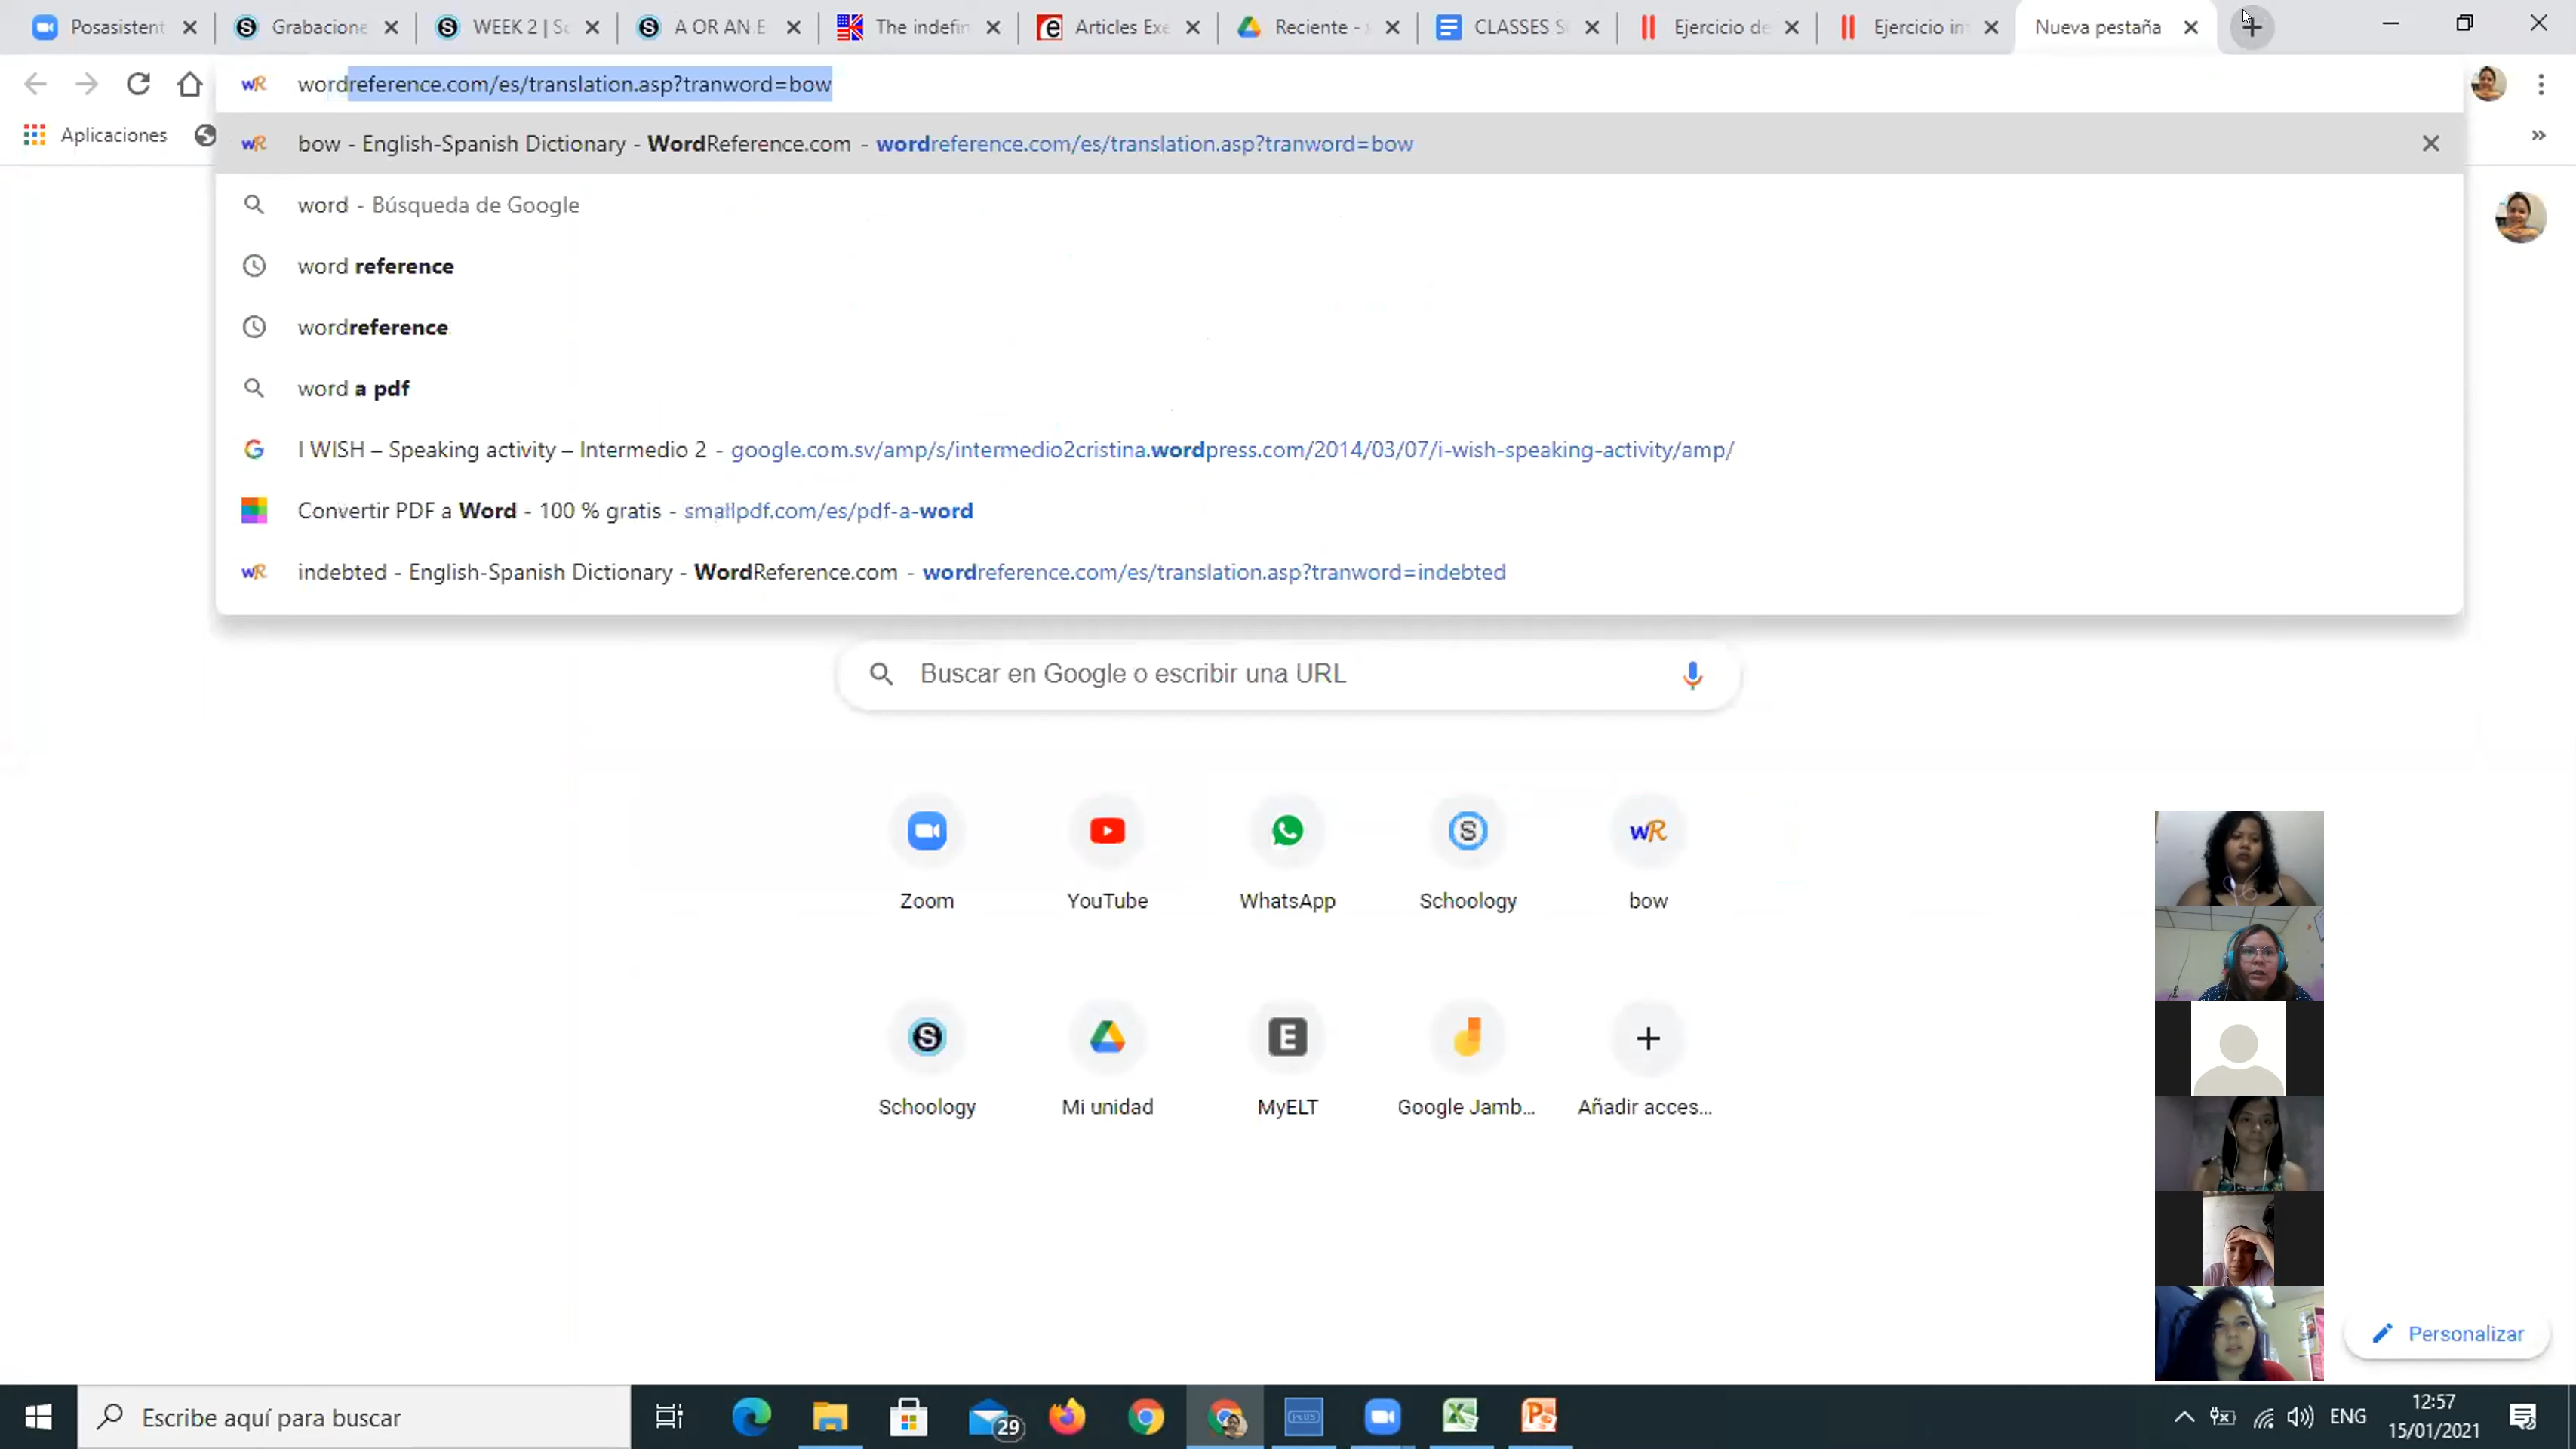 Posasistent
Grabacione
WEEK 2 | Sc
A OR AN E
The indefin
Articles Exe
Reciente -
CLASSES S
Ejercicio de
Ejercicio in
Nueva pestaña
wordreference.com/es/translation.asp?tranword=bow
Aplicaciones
bow - English-Spanish Dictionary - WordReference.com - wordreference.com/es/translation.asp?tranword=bow
word - Búsqueda de Google
word reference
wordreference
word a pdf
I WISH – Speaking activity – Intermedio 2 - google.com.sv/amp/s/intermedio2cristina.wordpress.com/2014/03/07/i-wish-speaking-activity/amp/
Convertir PDF a Word - 100 % gratis - smallpdf.com/es/pdf-a-word
indebted - English-Spanish Dictionary - WordReference.com - wordreference.com/es/translation.asp?tranword=indebted
Buscar en Google o escribir una URL
Zoom
YouTube
WhatsApp
Schoology
bow
Schoology
Mi unidad
MyELT
Google Jamb...
Añadir acces...
Personalizar
Escribe aquí para buscar
29
ENG
12:57
15/01/2021